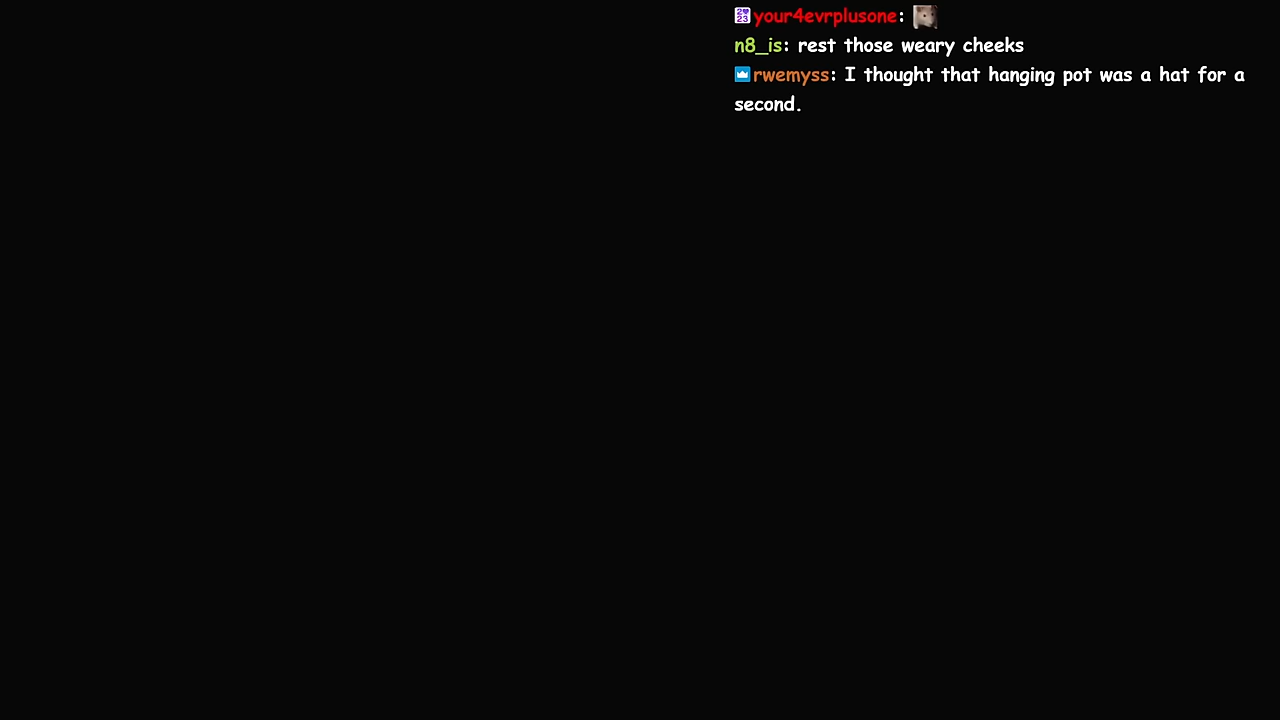 your4evrplusone:
n8_is: rest those weary cheeks
rwemyss: I thought that hanging pot was a hat for a
second.